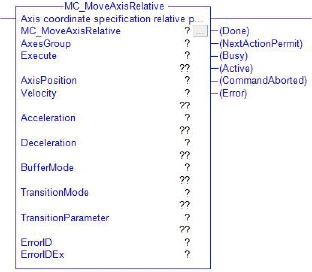 MC_MoveAxisRelative
Axis coordinate specification relative p...
MC_MoveAxisRelative ? ... (Done)
AxesGroup ? (NextActionPermit)
Execute ? (Busy)
?? (Active)
AxisPosition ? (CommandAborted)
Velocity ? (Error)
??
Acceleration ?
??
Deceleration ?
??
BufferMode ?
??
TransitionMode ?
??
TransitionParameter ?
??
ErrorID ?
ErrorIDEx ?